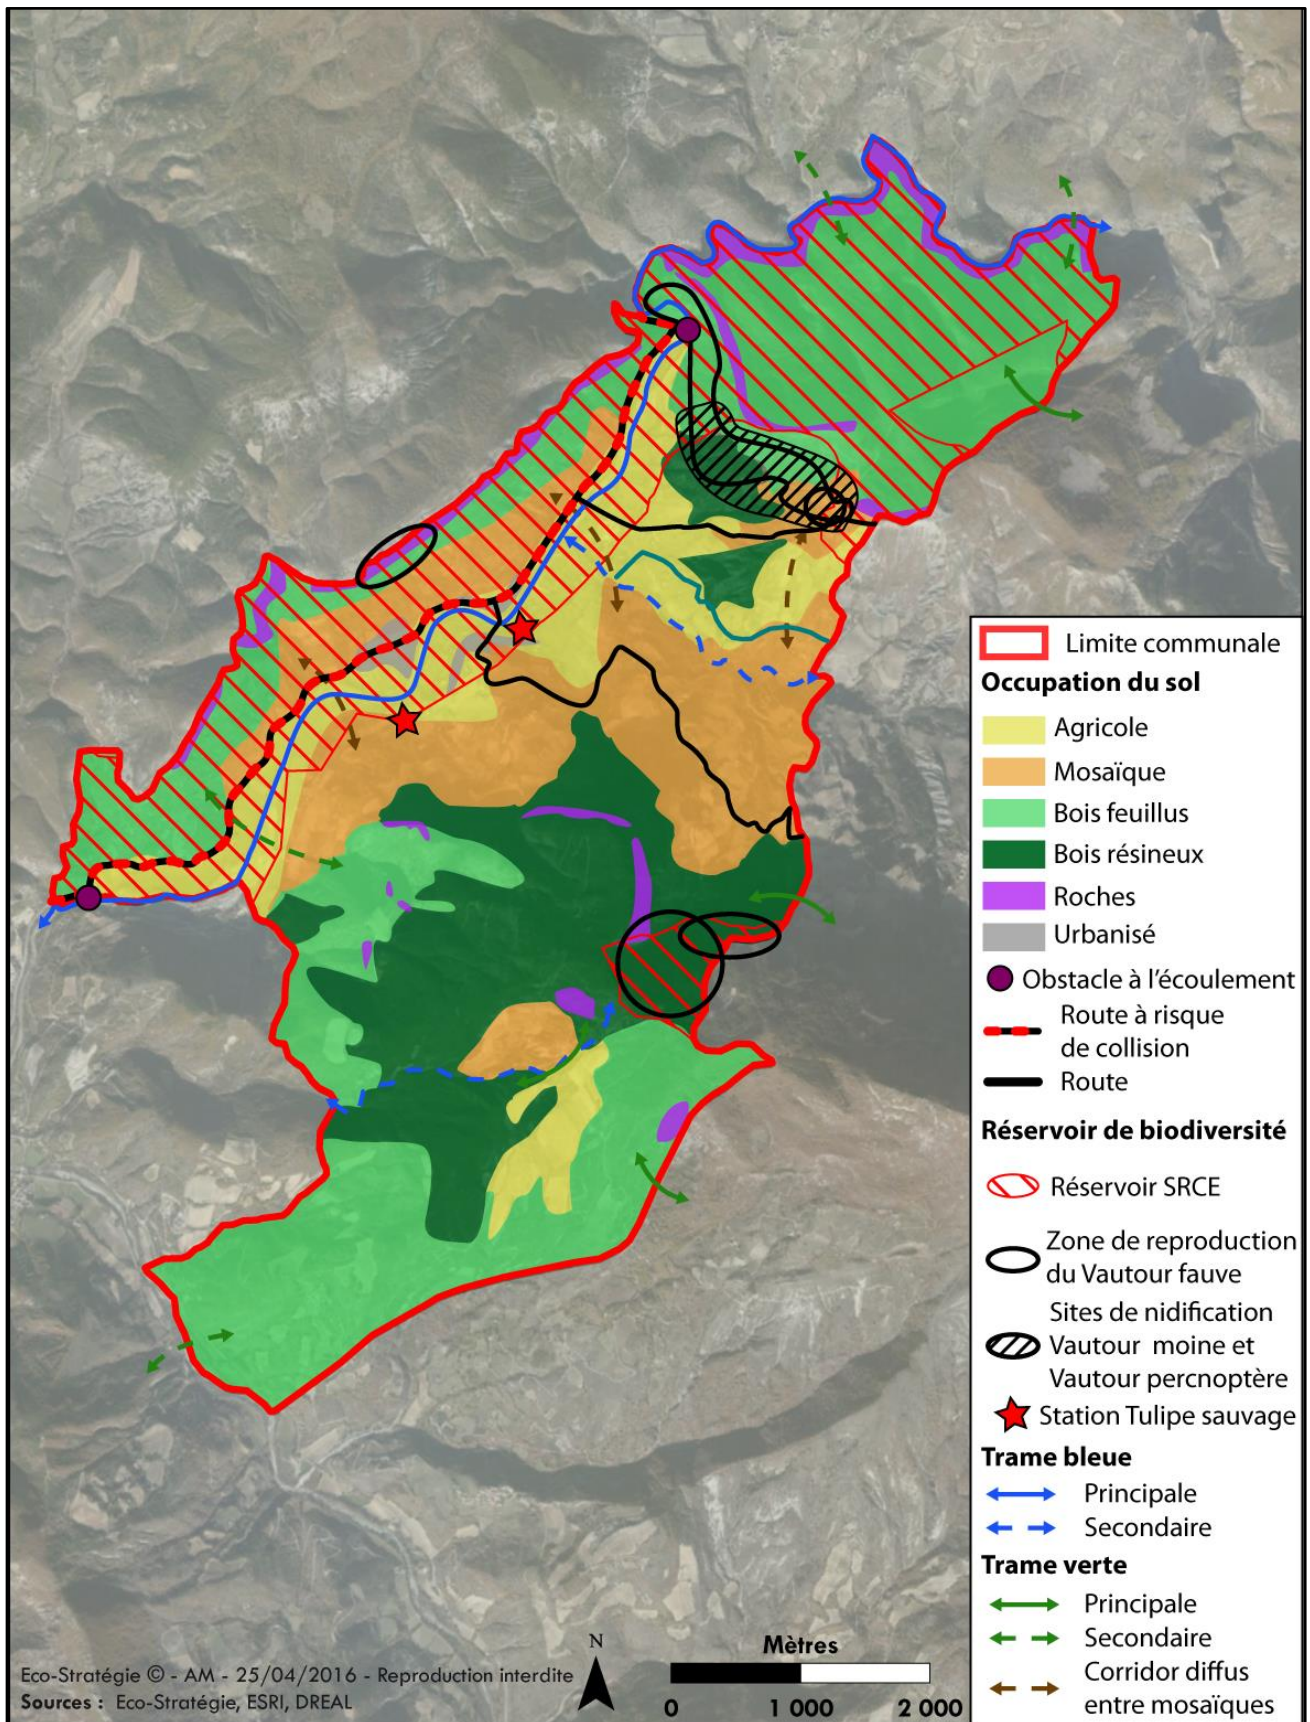 Limite communale
Occupation du sol
Agricole
Mosaïque
Bois feuillus
Bois résineux
Roches
Urbanisé
Obstacle à l'écoulement
Route à risque
de collision
Route
Réservoir de biodiversité
Réservoir SRCE
Zone de reproduction
du Vautour fauve
Sites de nidification
Vautour moine et
Vautour percnoptère
Station Tulipe sauvage
Trame bleue
Principale
Secondaire
Trame verte
Principale
Secondaire
Corridor diffus
entre mosaïques
N
Mètres
0 1 000 2 000
Eco-Stratégie © - AM - 25/04/2016 - Reproduction interdite
Sources : Eco-Stratégie, ESRI, DREAL